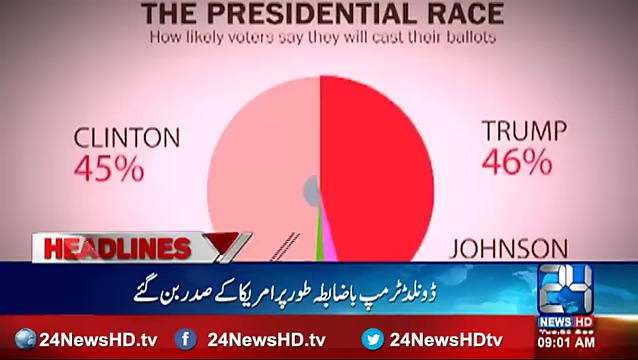 THE PRESIDENTIAL RACE
How likely voters say they will cast their ballots
CLINTON
45%
TRUMP
46%
JOHNSON
HEADLINES
ڈونلڈ ٹرمپ باضابطہ طور پر امریکا کے صدر بن گئے
24
NEWS HD
09:01 AM
24NewsHD.tv
24NewsHD.tv
24NewsHDtv